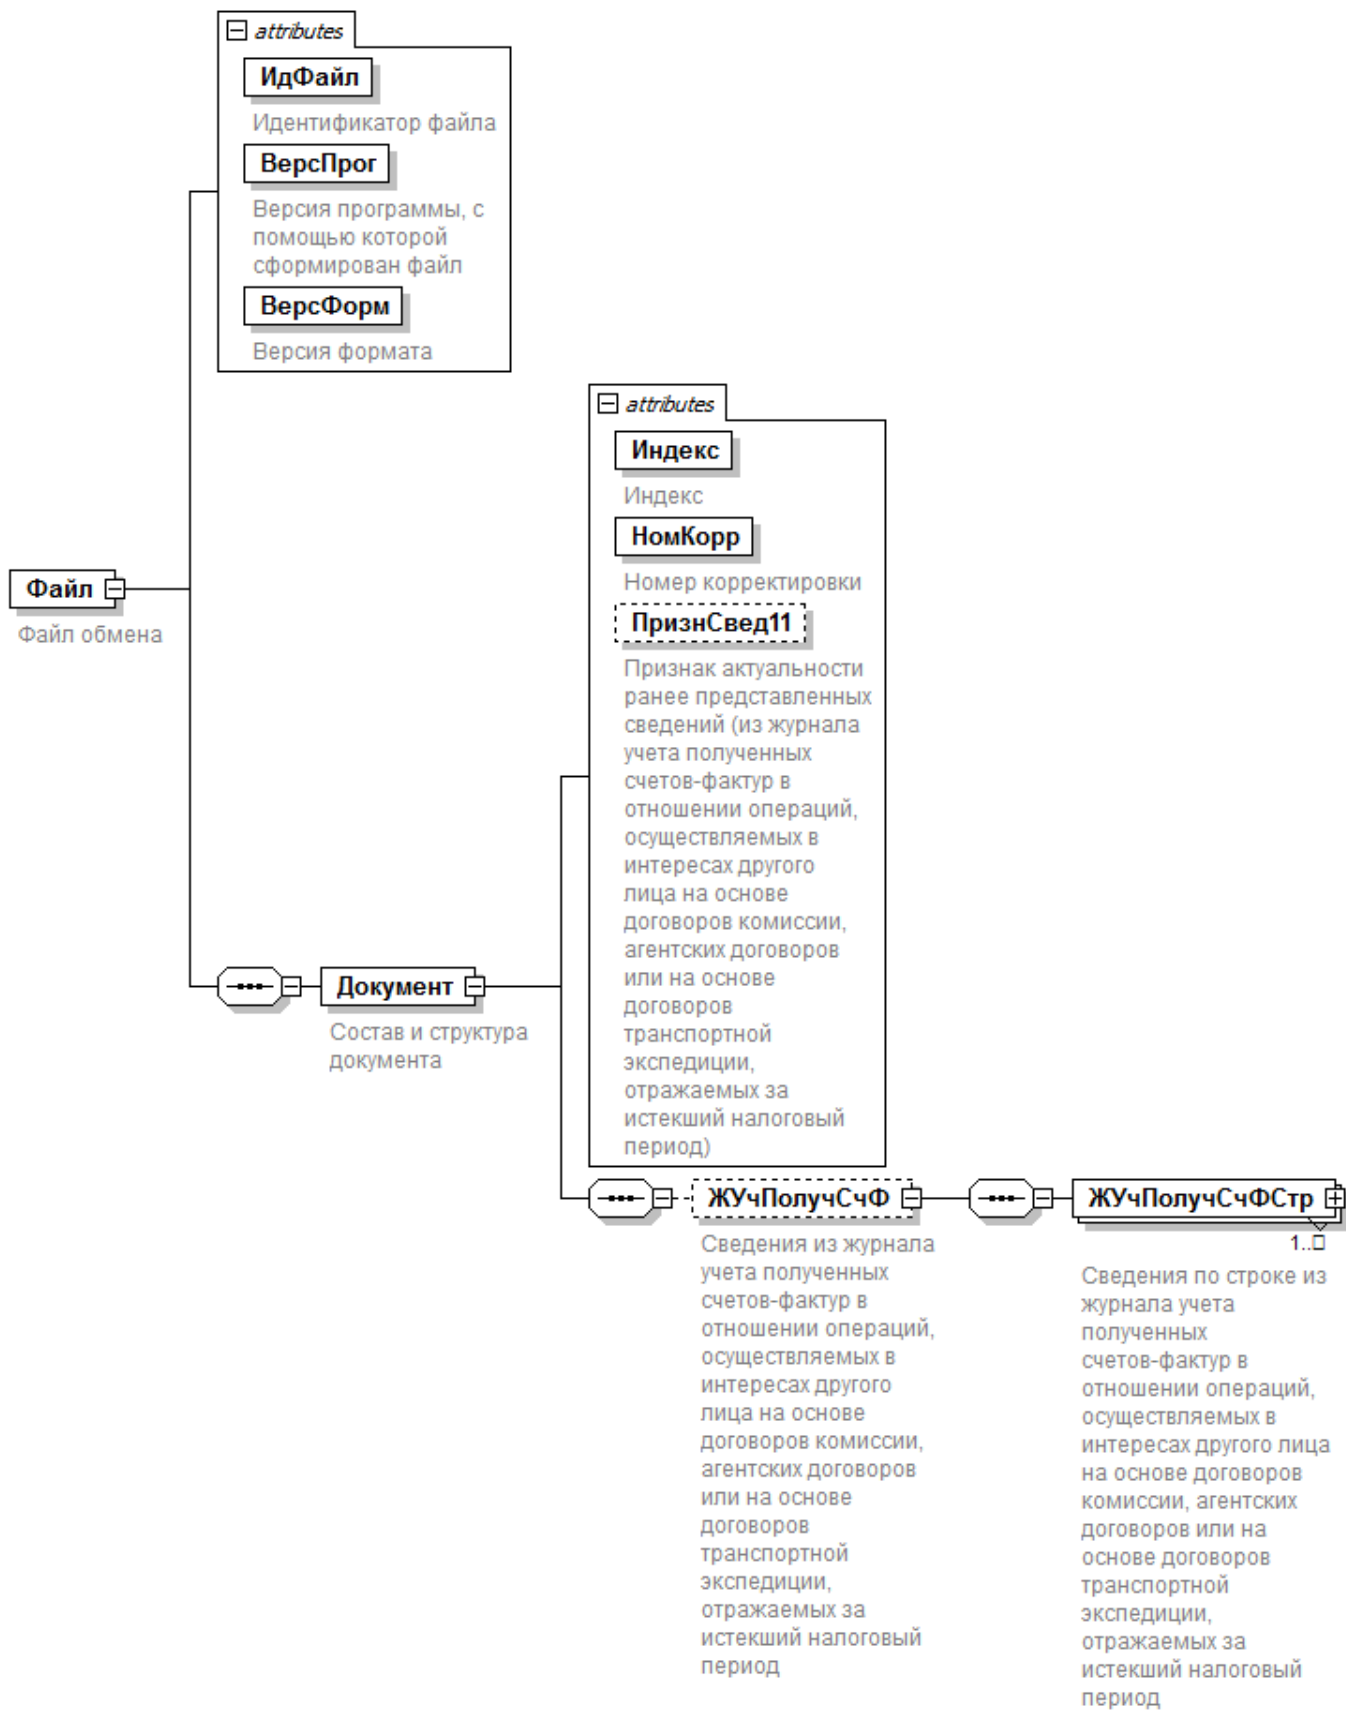 attributes
ИдФайл
Идентификатор файла
ВерсПрог
Версия программы, с
помощью которой
сформирован файл
ВерсФорм
Версия формата
attributes
Индекс
Индекс
НомКорр
Номер корректировки
ПризнСвед11
Признак актуальности
ранее представленных
сведений (из журнала
учета полученных
счетов-фактур в
отношении операций,
осуществляемых в
интересах другого
лица на основе
договоров комиссии,
агентских договоров
или на основе
договоров
транспортной
экспедиции,
отражаемых за
истекший налоговый
период)
Файл
Файл обмена
Документ
Состав и структура
документа
ЖУчПолучСчФ
Сведения из журнала
учета полученных
счетов-фактур в
отношении операций,
осуществляемых в
интересах другого
лица на основе
договоров комиссии,
агентских договоров
или на основе
договоров
транспортной
экспедиции,
отражаемых за
истекший налоговый
период
ЖУчПолучСчФСтр
1..□
Сведения по строке из
журнала учета
полученных
счетов-фактур в
отношении операций,
осуществляемых в
интересах другого лица
на основе договоров
комиссии, агентских
договоров или на
основе договоров
транспортной
экспедиции,
отражаемых за
истекший налоговый
период